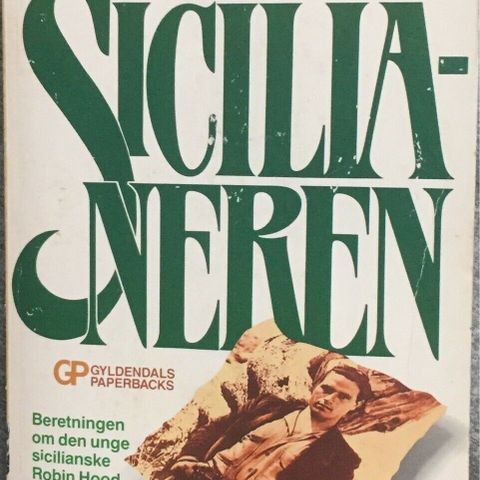 SICILIA-
NEREN
GP GYLDENDALS
PAPERBACKS
Beretningen
om den unge
sicilianske
Robin Hood